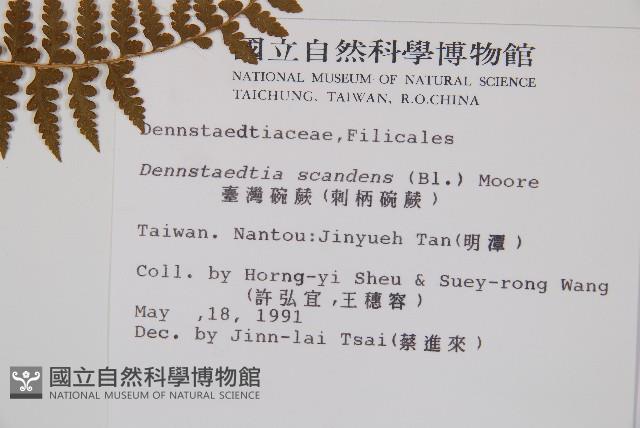 國立自然科學博物館
NATIONAL MUSEUM OF NATURAL SCIENCE
TAICHUNG, TAIWAN, R.O.CHINA
Dennstaedtiaceae,Filicales
Dennstaedtia scandens (Bl.) Moore
臺灣碗蕨(刺柄碗蕨)
Taiwan. Nantou:Jinyueh Tan(明潭)
Coll. by Horng-yi Sheu & Suey-rong Wang
(許弘宜,王穗容)
May ,18, 1991
Dec. by Jinn-lai Tsai(蔡進來)
國立自然科學博物館
NATIONAL MUSEUM OF NATURAL SCIENCE